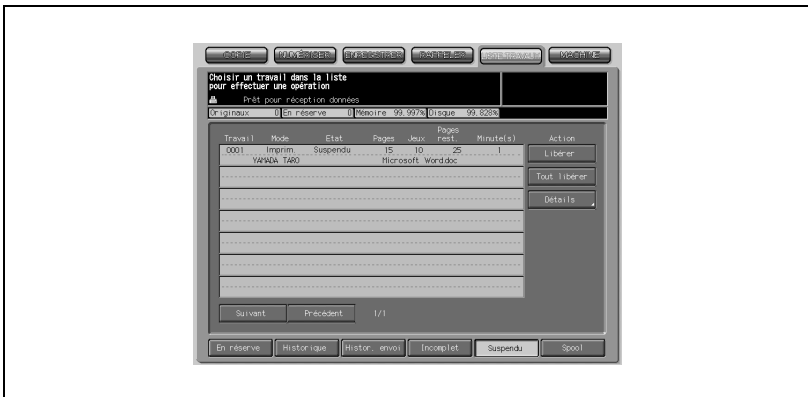 COPIE NUMÉRISER ENREGISTRER RAPPELER MACHINE
Choisir un travail dans la liste
pour effectuer une opération
Prêt pour réception données
Originaux 0 En réserve 0 Mémoire 99.997% Disque 99.828%
Travail Mode Etat Pages Jeux Pages rest. Minute(s) Action
0001 Imprim. Suspendu 15 10 25 1 Libérer
YAMADA TARO Microsoft Word.doc
Tout libérer
Détails
Suivant Précédent 1/1
En réserve Historique Histor. envoi Incomplet Suspendu Spool